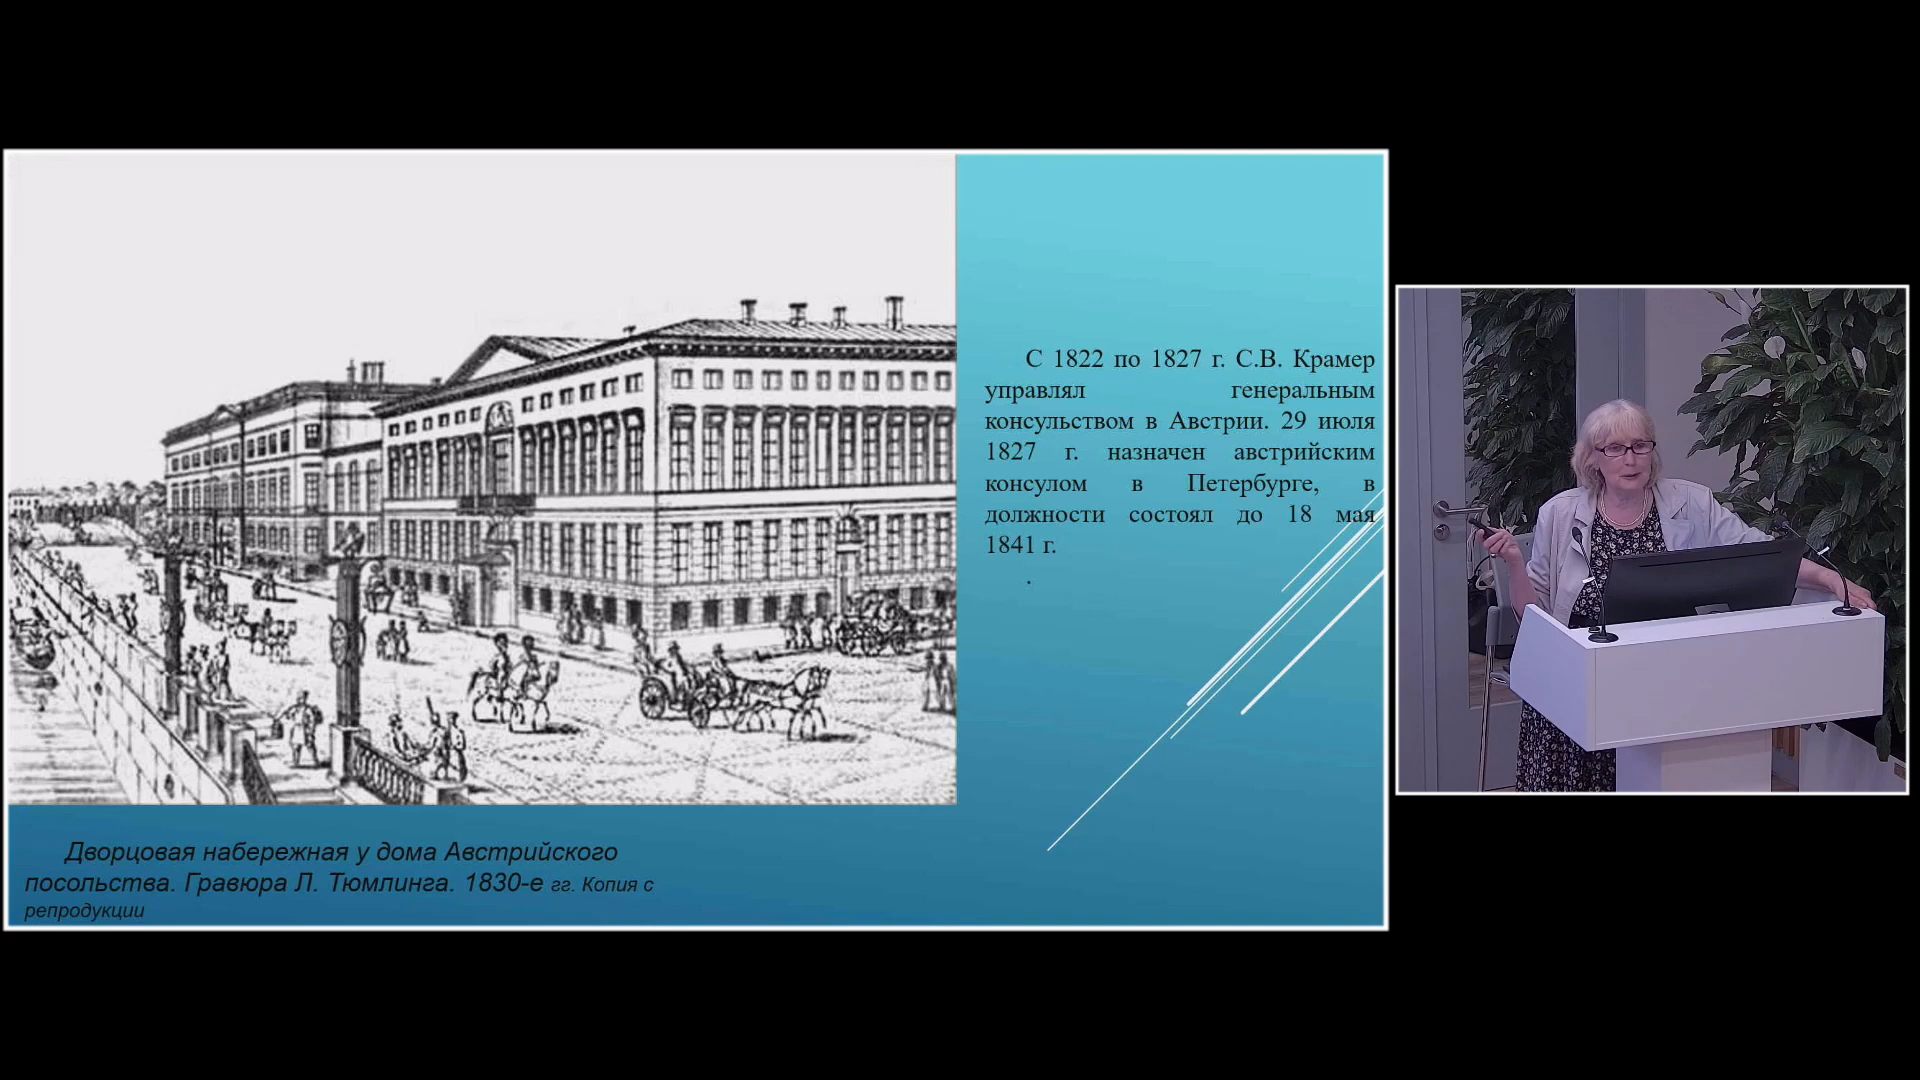 С 1822 по 1827 г. С.В. Крамер
управлял генеральным
консульством в Австрии. 29 июля
1827 г. назначен австрийским
консулом в Петербурге, в
должности состоял до 18 мая
1841 г.
.
Дворцовая набережная у дома Австрийского
посольства. Гравюра Л. Тюмлинга. 1830-е гг. Копия с
репродукции